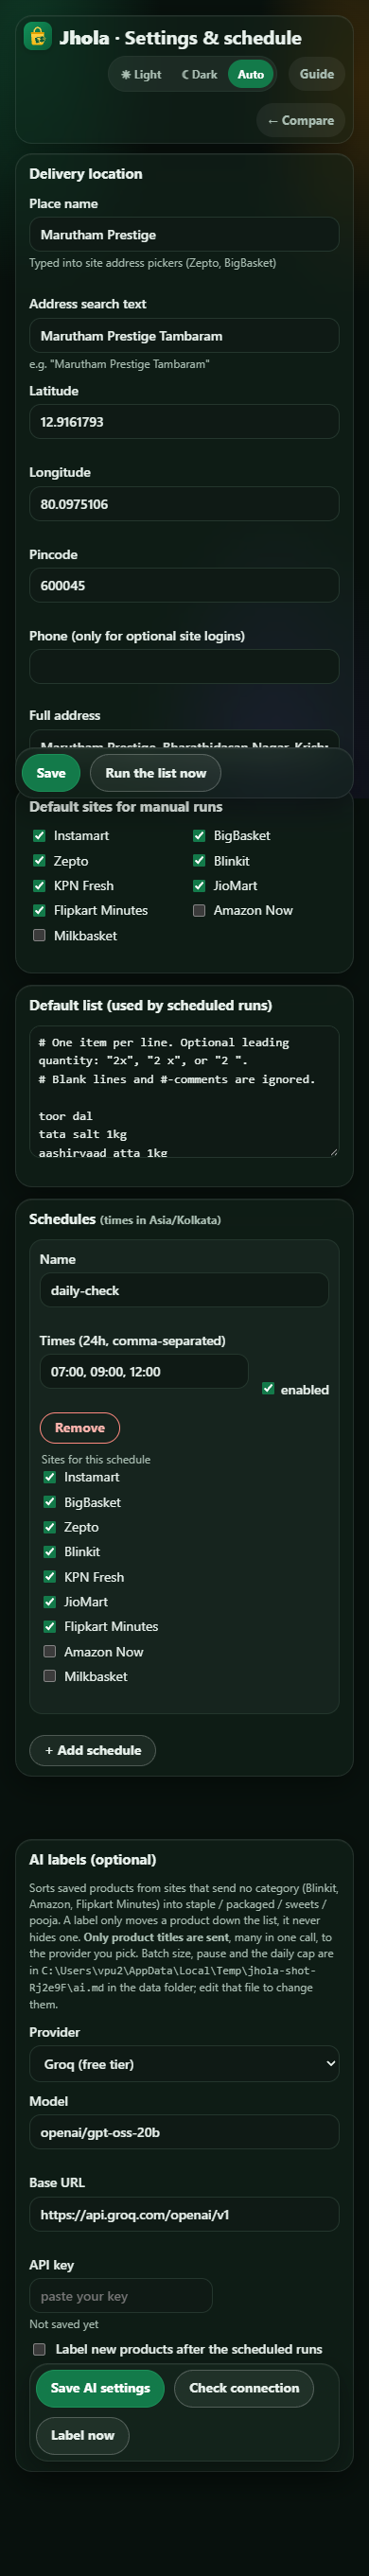 Jhola · Settings & schedule
Light
Dark
Auto
Guide
← Compare
Delivery location
Place name
Marutham Prestige
Typed into site address pickers (Zepto, BigBasket)
Address search text
Marutham Prestige Tambaram
e.g. "Marutham Prestige Tambaram"
Latitude
12.9161793
Longitude
80.0975106
Pincode
600045
Phone (only for optional site logins)
Full address
Save
Run the list now
Default sites for manual runs
Instamart
BigBasket
Zepto
Blinkit
KPN Fresh
JioMart
Flipkart Minutes
Amazon Now
Milkbasket
Default list (used by scheduled runs)
# One item per line. Optional leading
quantity: "2x", "2 x", or "2 ".
# Blank lines and #-comments are ignored.
toor dal
tata salt 1kg
aashirvaad atta 1kg
Schedules (times in Asia/Kolkata)
Name
daily-check
Times (24h, comma-separated)
07:00, 09:00, 12:00
enabled
Remove
Sites for this schedule
Instamart
BigBasket
Zepto
Blinkit
KPN Fresh
JioMart
Flipkart Minutes
Amazon Now
Milkbasket
+ Add schedule
AI labels (optional)
Sorts saved products from sites that send no category (Blinkit,
Amazon, Flipkart Minutes) into staple / packaged / sweets /
pooja. A label only moves a product down the list, it never
hides one. Only product titles are sent, many in one call, to
the provider you pick. Batch size, pause and the daily cap are
in C:\Users\vpu2\AppData\Local\Temp\jhola-shot-
Rj2e9F\ai.md in the data folder; edit that file to change
them.
Provider
Groq (free tier)
Model
openai/gpt-oss-20b
Base URL
https://api.groq.com/openai/v1
API key
paste your key
Not saved yet
Label new products after the scheduled runs
Save AI settings
Check connection
Label now